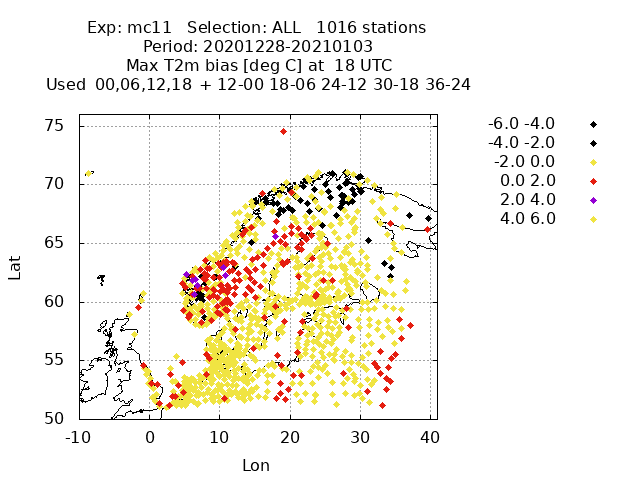 Exp: mc11   Selection: ALL   1016 stations
Period: 20201228-20210103
Max T2m bias [deg C] at  18 UTC
Used  00,06,12,18  + 12-00 18-06 24-12 30-18 36-24
-6.0 -4.0
-4.0 -2.0
-2.0 0.0
0.0 2.0
2.0 4.0
4.0 6.0
75
70
65
60
55
50
Lat
-10 0 10 20 30 40
Lon